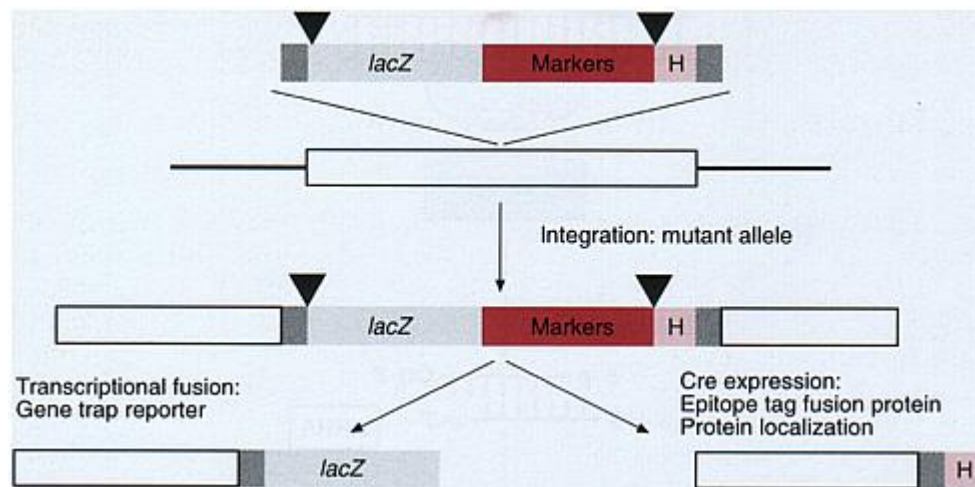 lacZ Markers H
Integration: mutant allele
lacZ Markers H
Transcriptional fusion:
Gene trap reporter
Cre expression:
Epitope tag fusion protein
Protein localization
lacZ
H